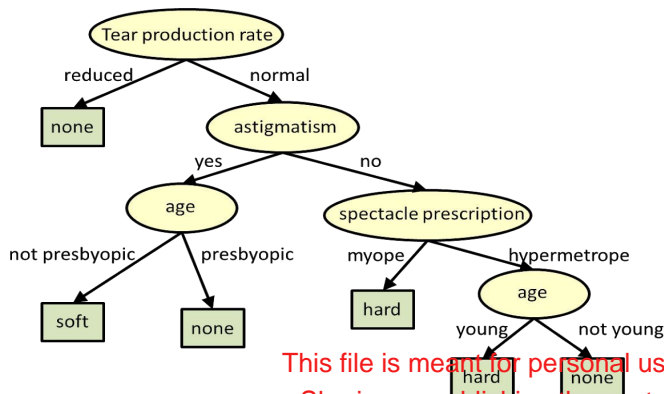 Tear production rate
reduced
normal
none
astigmatism
yes
no
age
spectacle prescription
not presbyopic
presbyopic
myope
hypermetrope
soft
none
hard
age
young
not young
This file is meant for personal us
hard
none